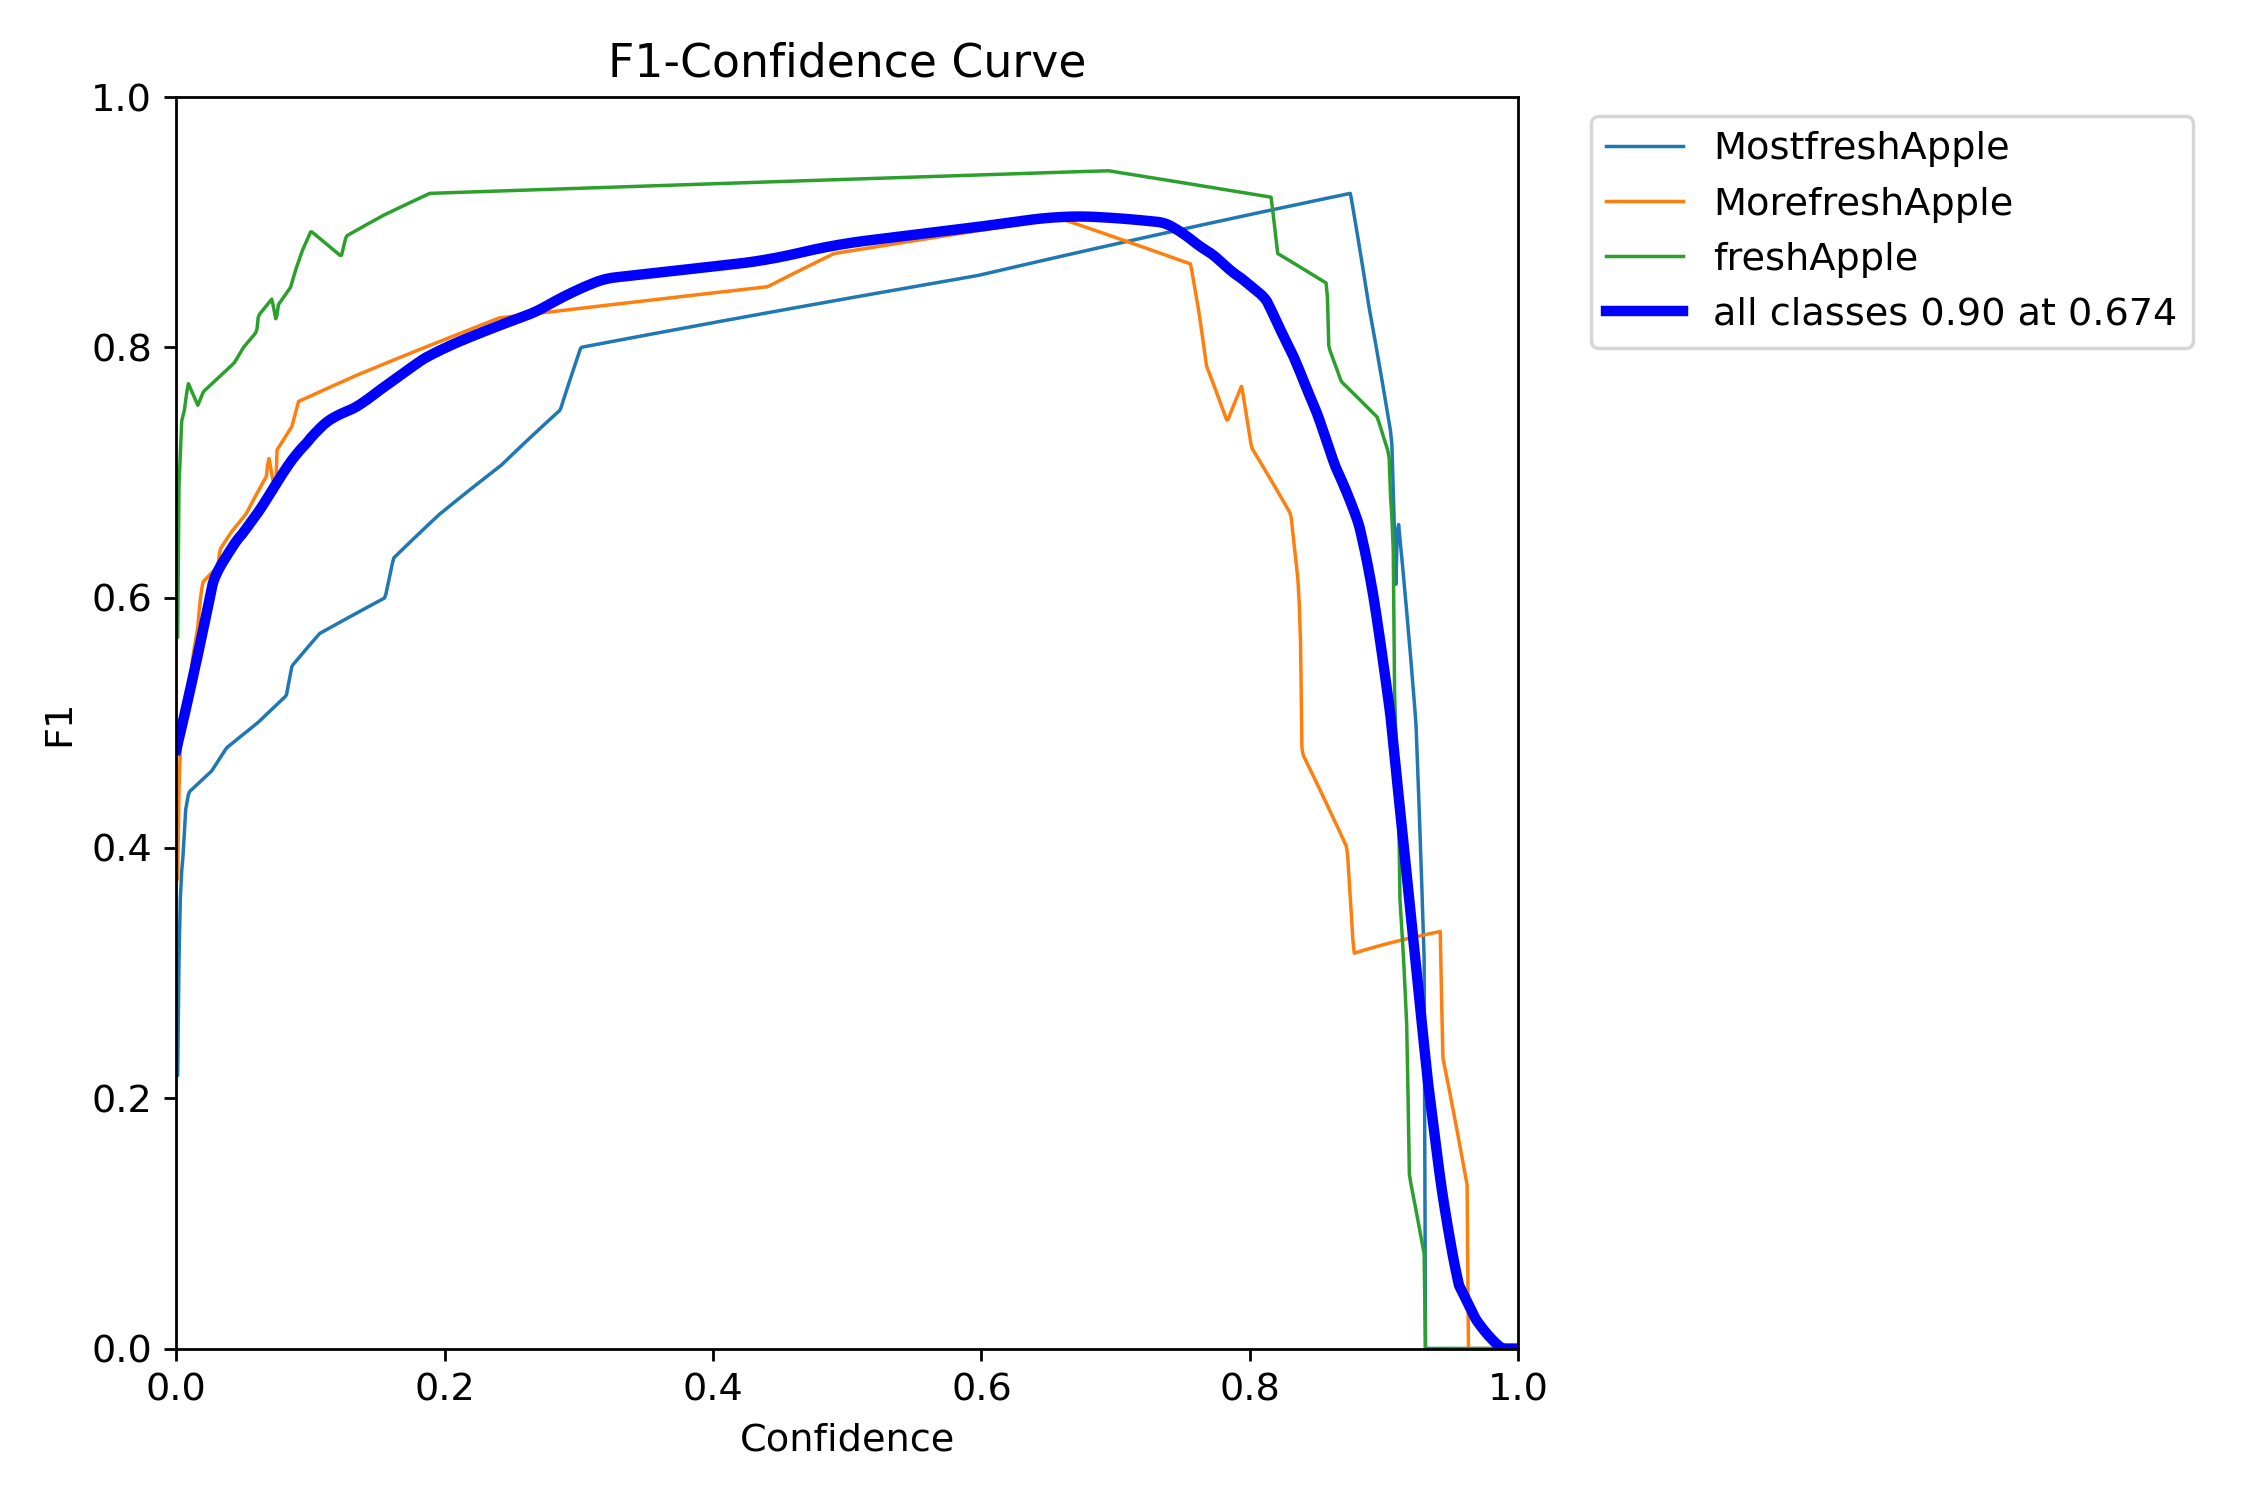 F1-Confidence Curve
1.0
0.8
0.6
0.4
0.2
0.0
F1
0.0 0.2 0.4 0.6 0.8 1.0
Confidence
MostfreshApple
MorefreshApple
freshApple
all classes 0.90 at 0.674